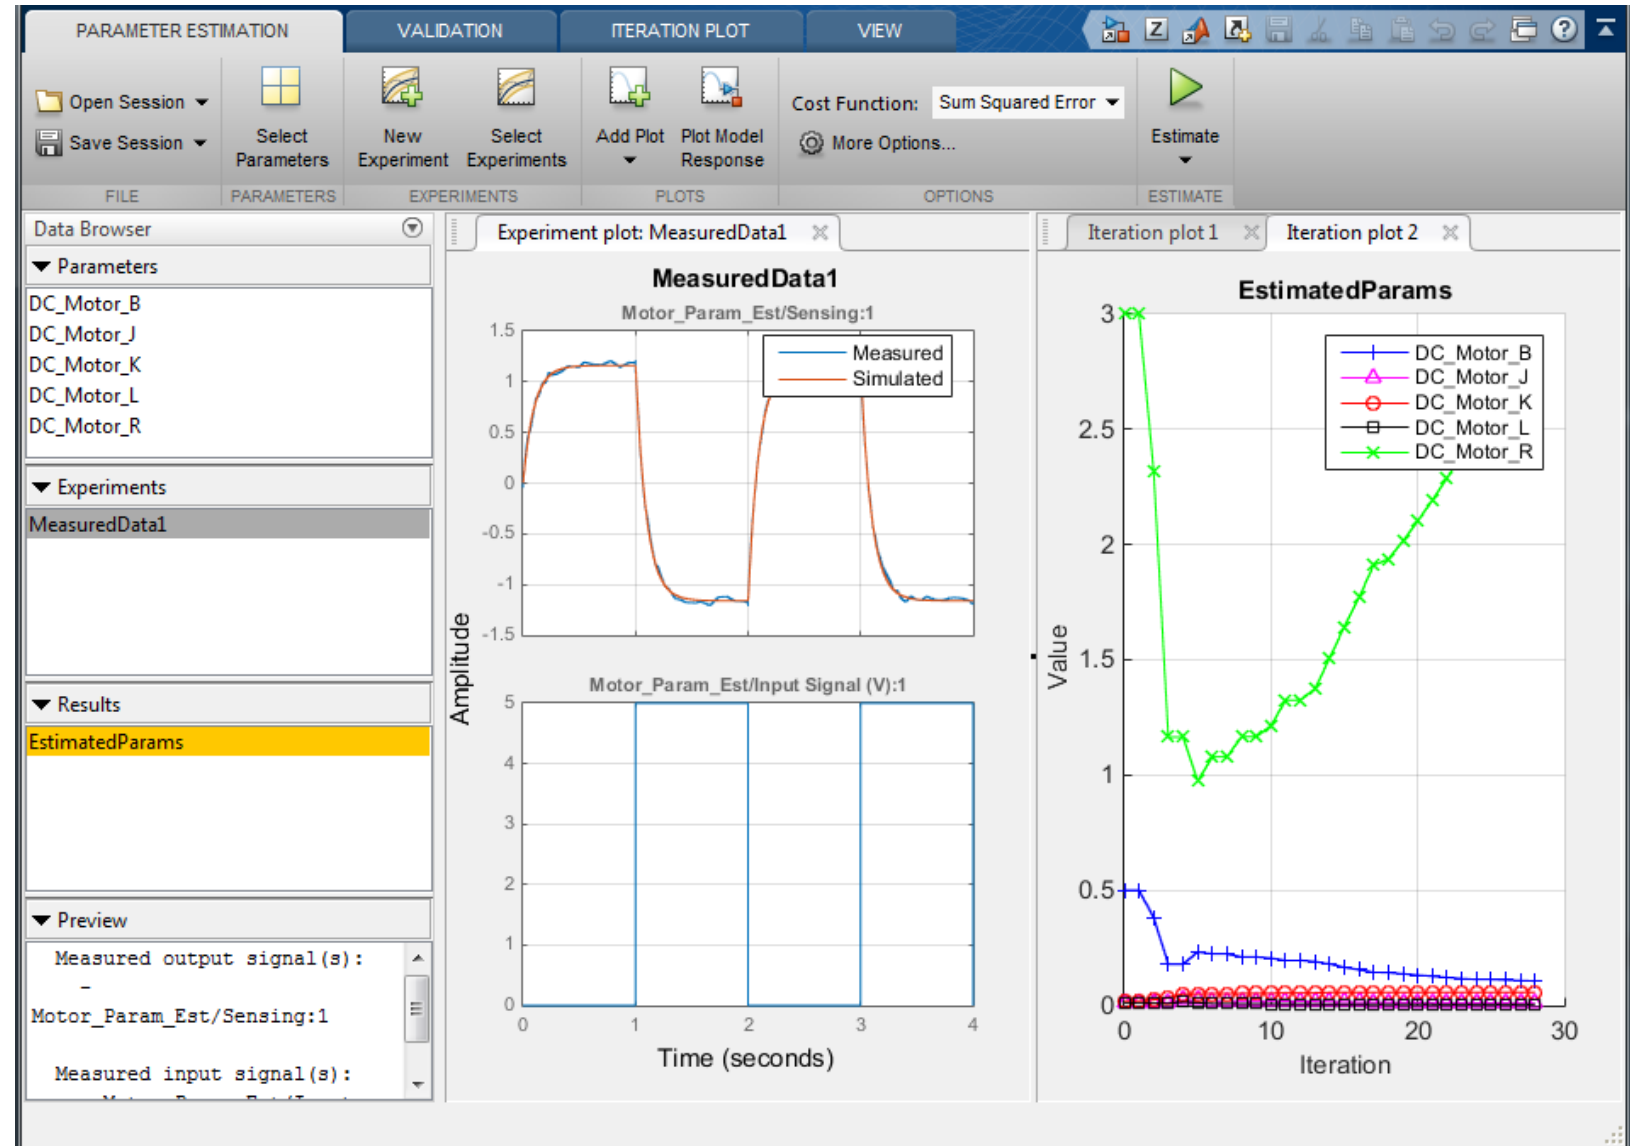 PARAMETER ESTIMATION
VALIDATION
ITERATION PLOT
VIEW
Open Session
Save Session
Select
Parameters
New
Experiment
Select
Experiments
Add Plot
Plot Model
Response
Cost Function:
Sum Squared Error
More Options...
Estimate
FILE
PARAMETERS
EXPERIMENTS
PLOTS
OPTIONS
ESTIMATE
Data Browser
Parameters
DC_Motor_B
DC_Motor_J
DC_Motor_K
DC_Motor_L
DC_Motor_R
Experiments
MeasuredData1
Results
EstimatedParams
Preview
Measured output signal(s):
-
Motor_Param_Est/Sensing:1
Measured input signal(s):
Experiment plot: MeasuredData1
MeasuredData1
Motor_Param_Est/Sensing:1
Measured
Simulated
1.5
1
0.5
0
-0.5
-1
-1.5
Amplitude
Motor_Param_Est/Input Signal (V):1
5
4
3
2
1
0
0 1 2 3 4
Time (seconds)
Iteration plot 1
Iteration plot 2
EstimatedParams
DC_Motor_B
DC_Motor_J
DC_Motor_K
DC_Motor_L
DC_Motor_R
3
2.5
2
1.5
1
0.5
0
Value
0 10 20 30
Iteration